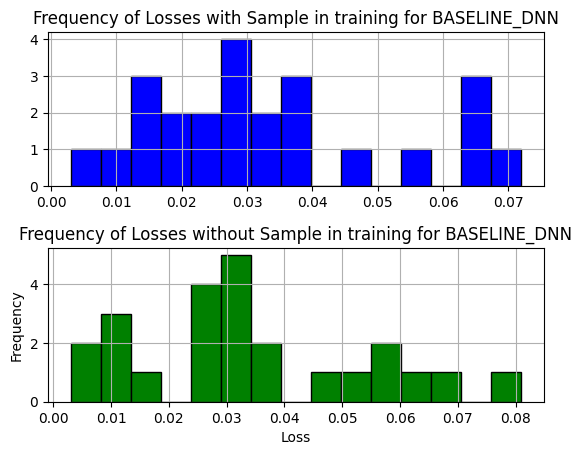 Frequency of Losses with Sample in training for BASELINE_DNN
4
3
2
1
0
0.00 0.01 0.02 0.03 0.04 0.05 0.06 0.07
Frequency of Losses without Sample in training for BASELINE_DNN
Frequency
4
2
0
0.00 0.01 0.02 0.03 0.04 0.05 0.06 0.07 0.08
Loss